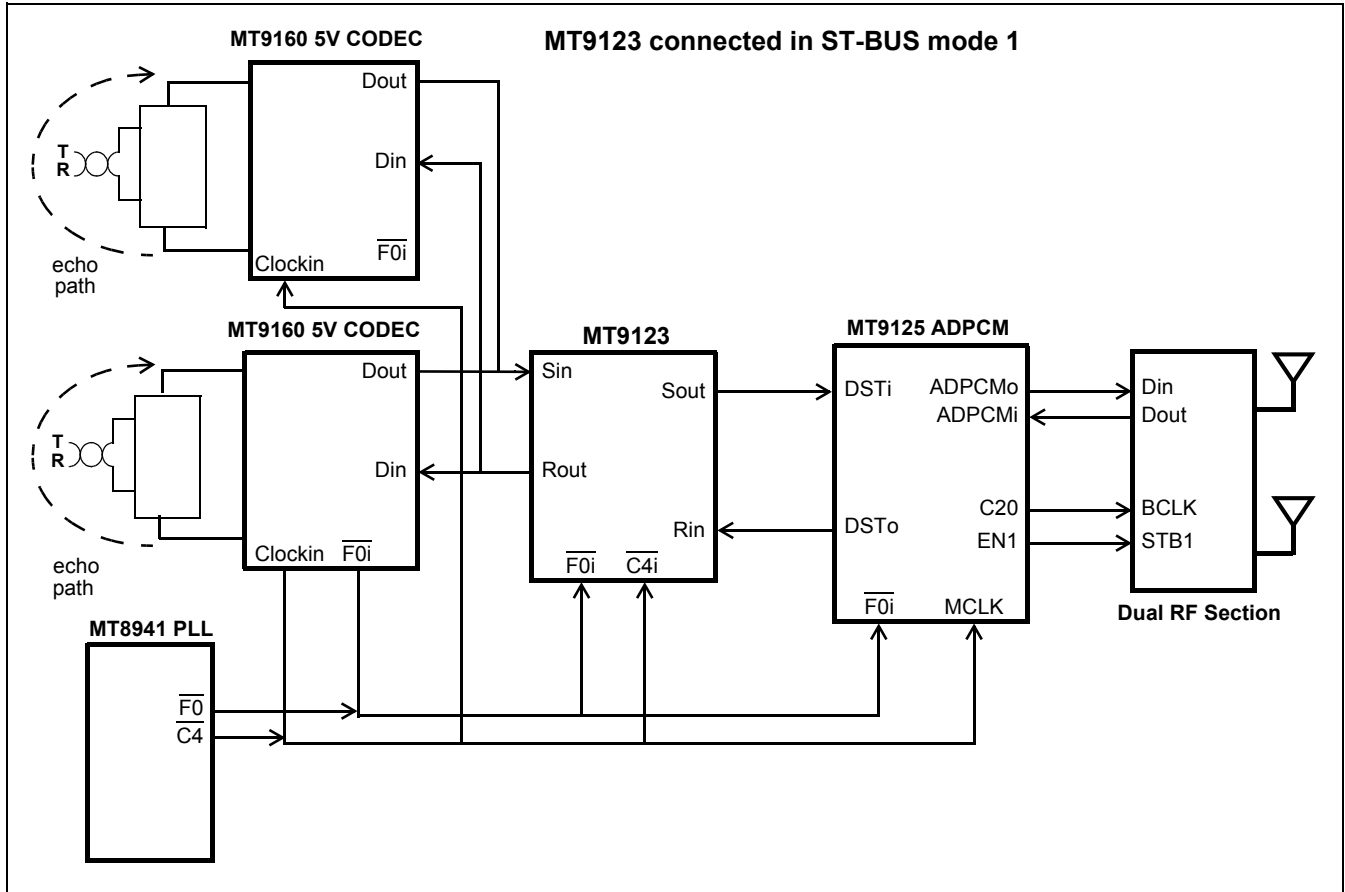 MT9160 5V CODEC
MT9123 connected in ST-BUS mode 1
Dout
Din
F0i
Clockin
T
R
echo
path
MT9160 5V CODEC
Dout
Din
Clockin
F0i
T
R
echo
path
MT9123
Sin
Sout
Rout
Rin
F0i
C4i
MT9125 ADPCM
DSTi
ADPCMo
ADPCMi
DSTo
C20
EN1
F0i
MCLK
Din
Dout
BCLK
STB1
Dual RF Section
MT8941 PLL
F0
C4